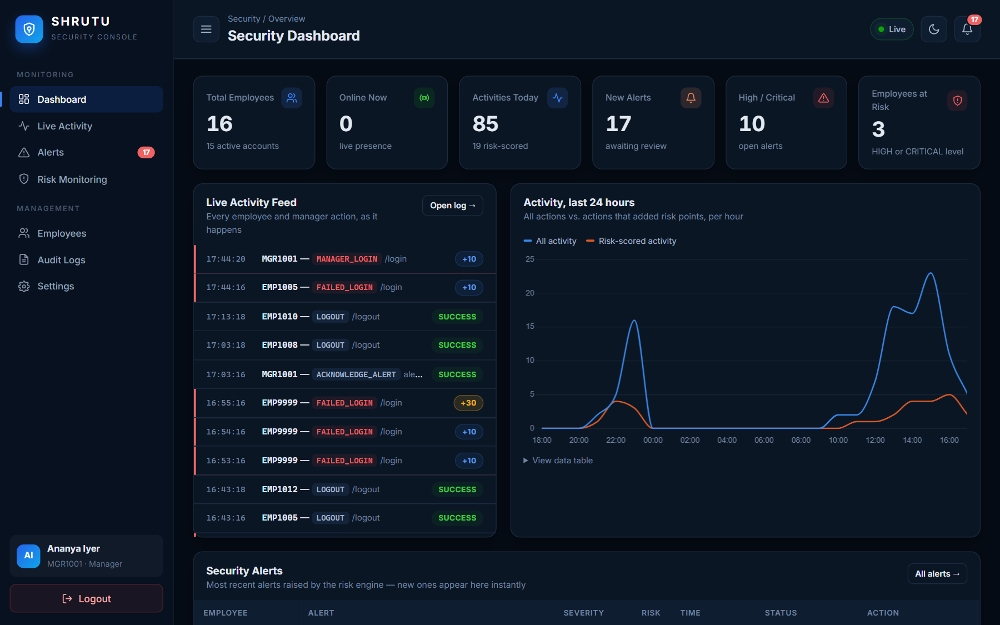 SHRUTU
SECURITY CONSOLE
MONITORING
Dashboard
Live Activity
Alerts 17
Risk Monitoring
MANAGEMENT
Employees
Audit Logs
Settings
AI
Ananya Iyer
MGR1001 · Manager
Logout
Security / Overview
Security Dashboard
Live
17
Total Employees
16
15 active accounts
Online Now
0
live presence
Activities Today
85
19 risk-scored
New Alerts
17
awaiting review
High / Critical
10
open alerts
Employees at
Risk
3
HIGH or CRITICAL level
Live Activity Feed
Every employee and manager action, as it
happens
Open log →
17:44:20 MGR1001 — MANAGER_LOGIN /login +10
17:44:16 EMP1005 — FAILED_LOGIN /login +10
17:13:18 EMP1010 — LOGOUT /logout SUCCESS
17:03:18 EMP1008 — LOGOUT /logout SUCCESS
17:03:16 MGR1001 — ACKNOWLEDGE_ALERT ale... SUCCESS
16:55:16 EMP9999 — FAILED_LOGIN /login +30
16:54:16 EMP9999 — FAILED_LOGIN /login +10
16:53:16 EMP9999 — FAILED_LOGIN /login +10
16:43:18 EMP1012 — LOGOUT /logout SUCCESS
16:43:16 EMP1005 — LOGOUT /logout SUCCESS
Activity, last 24 hours
All actions vs. actions that added risk points, per hour
All activity Risk-scored activity
25
20
15
10
5
0
18:00 20:00 22:00 00:00 02:00 04:00 06:00 08:00 10:00 12:00 14:00 16:00
View data table
Security Alerts
Most recent alerts raised by the risk engine — new ones appear here instantly
All alerts →
EMPLOYEE ALERT SEVERITY RISK TIME STATUS ACTION